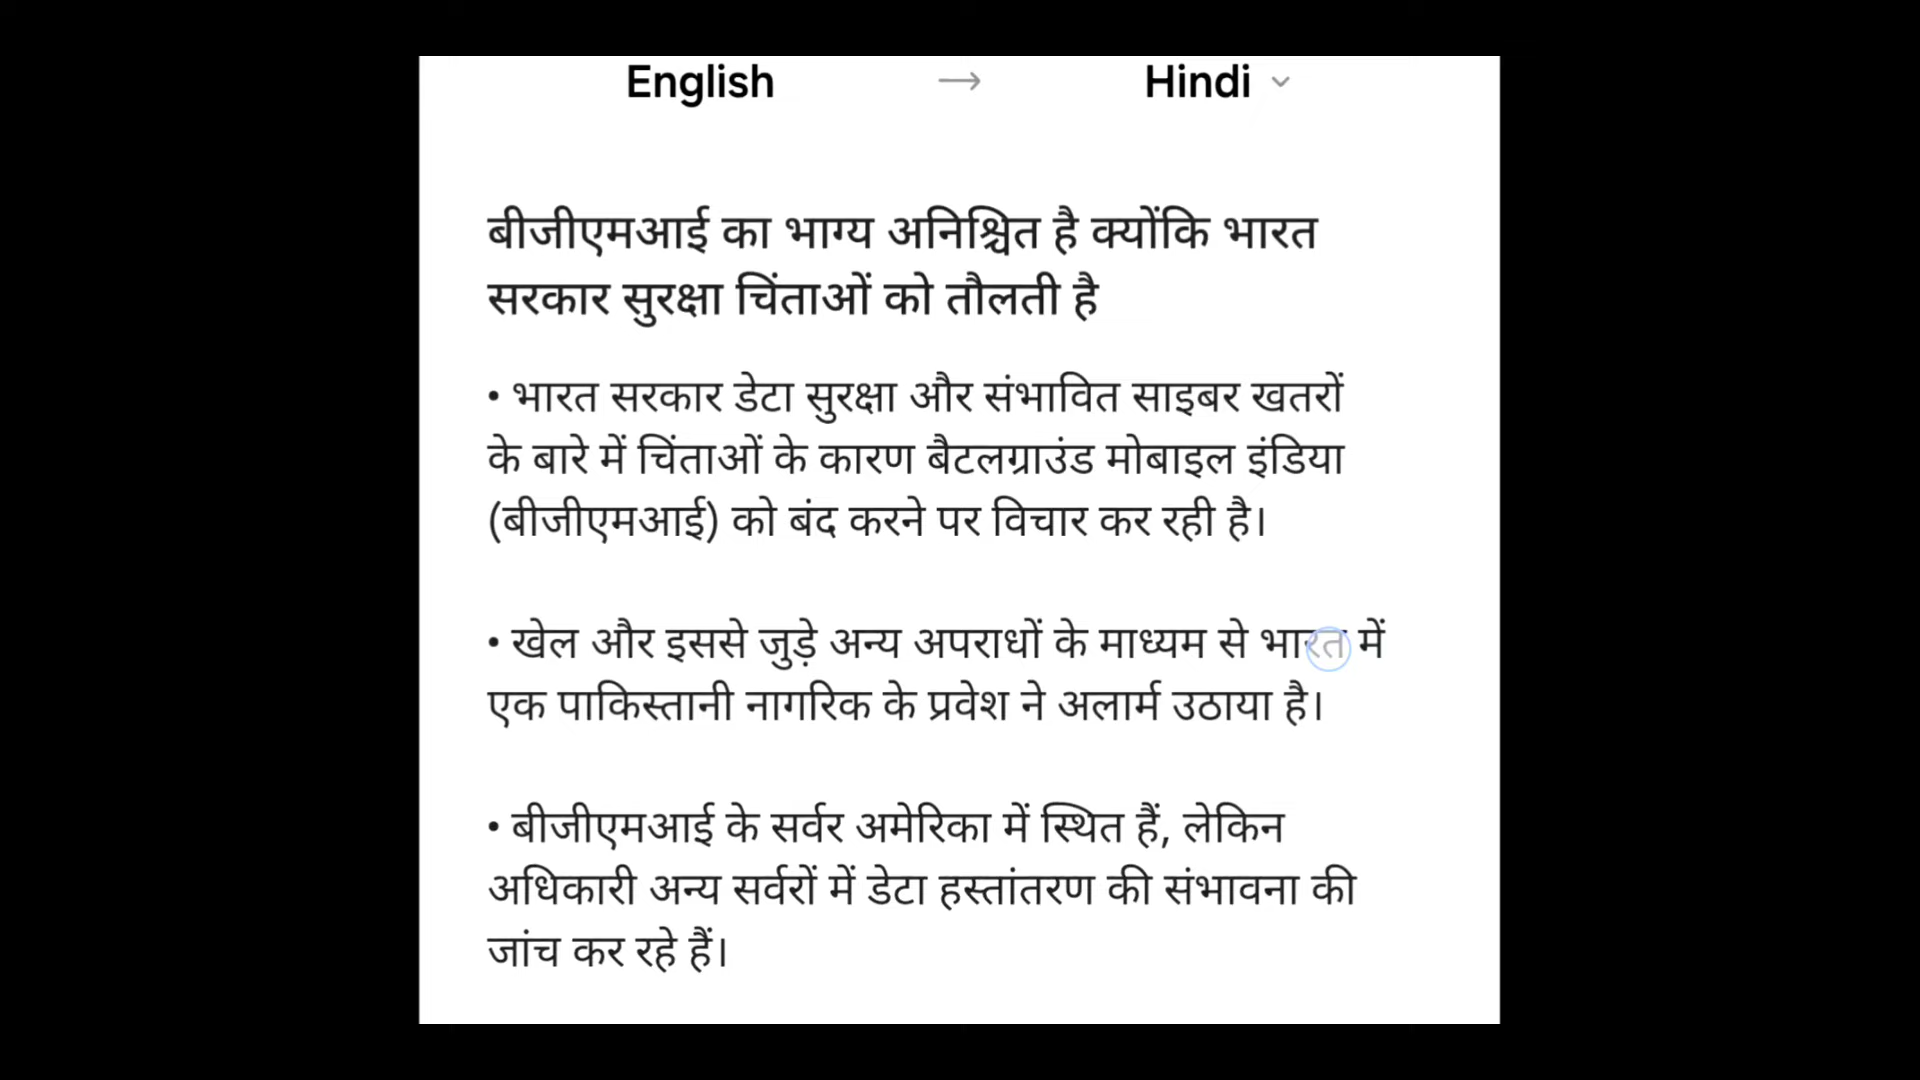 English → Hindi
बीजीएमआई का भाग्य अनिश्चित है क्योंकि भारत
सरकार सुरक्षा चिंताओं को तौलती है
• भारत सरकार डेटा सुरक्षा और संभावित साइबर खतरों
के बारे में चिंताओं के कारण बैटलग्राउंड मोबाइल इंडिया
(बीजीएमआई) को बंद करने पर विचार कर रही है।
• खेल और इससे जुड़े अन्य अपराधों के माध्यम से भारत में
एक पाकिस्तानी नागरिक के प्रवेश ने अलार्म उठाया है।
• बीजीएमआई के सर्वर अमेरिका में स्थित हैं, लेकिन
अधिकारी अन्य सर्वरों में डेटा हस्तांतरण की संभावना की
जांच कर रहे हैं।